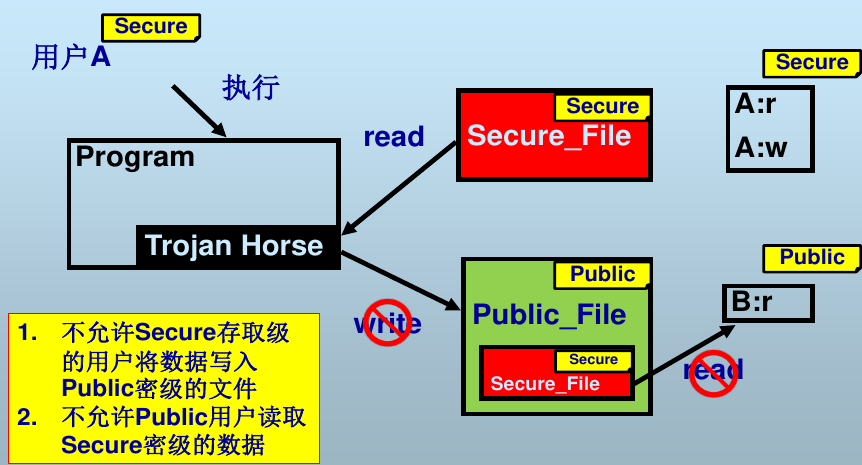 Secure
用户A
执行
Program
Trojan Horse
read
Secure
Secure_File
Secure
A:r
A:w
write
Public
Public_File
Secure
Secure_File
Public
B:r
read
1. 不允许Secure存取级
的用户将数据写入
Public密级的文件
2. 不允许Public用户读取
Secure密级的数据